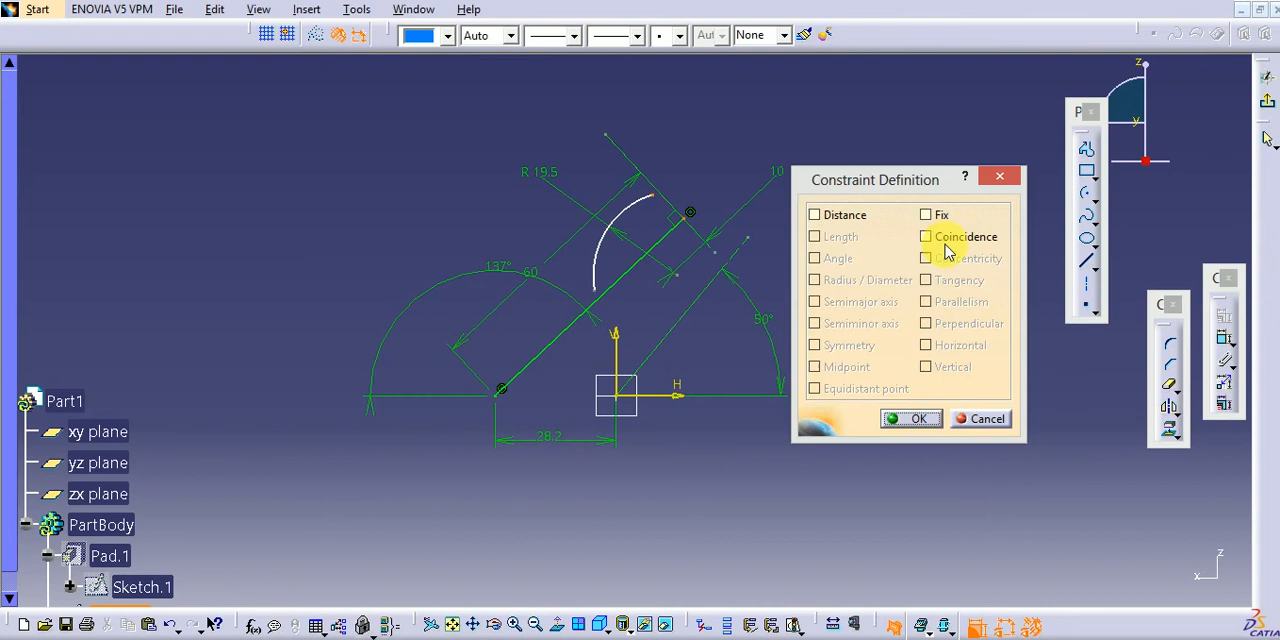 Start ENOVIA V5 VPM File Edit View Insert Tools Window Help
Auto Aut None
z
P
y
R 19.5
10
Constraint Definition ?
Distance Fix
Length Coincidence
Angle Concentricity
Radius / Diameter Tangency
Semimajor axis Parallelism
Semiminor axis Perpendicular
Symmetry Horizontal
Midpoint Vertical
Equidistant point
OK Cancel
C
C
137°
60
50°
V
H
28.2
Part1
xy plane
yz plane
zx plane
PartBody
Pad.1
Sketch.1
z
x
CATIA